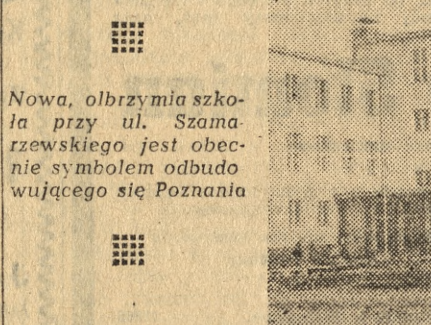 Nowa, olbrzymia szko-
ła przy ul. Szama-
rzewskiego jest obec-
nie symbolem odbudo
wującego się Poznania